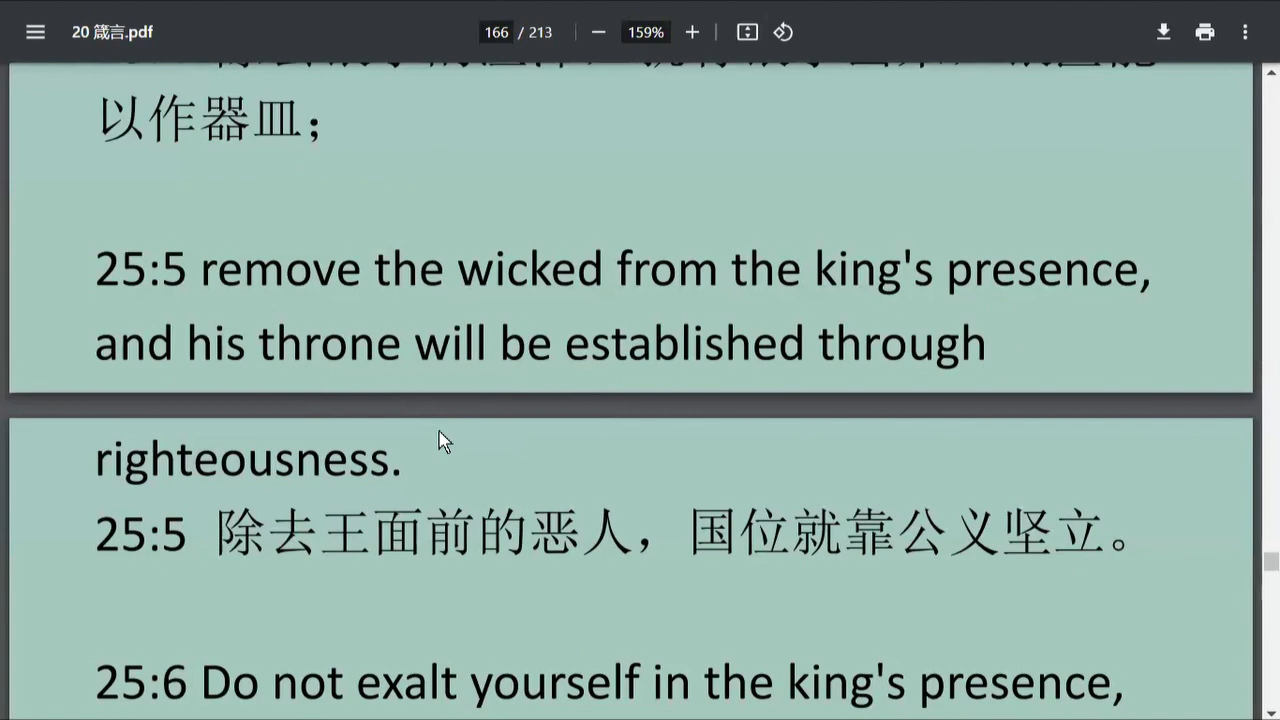 20 箴言.pdf
166 / 213
159%
以作器皿；
25:5 remove the wicked from the king's presence,
and his throne will be established through
righteousness.
25:5 除去王面前的恶人，国位就靠公义坚立。
25:6 Do not exalt yourself in the king's presence,